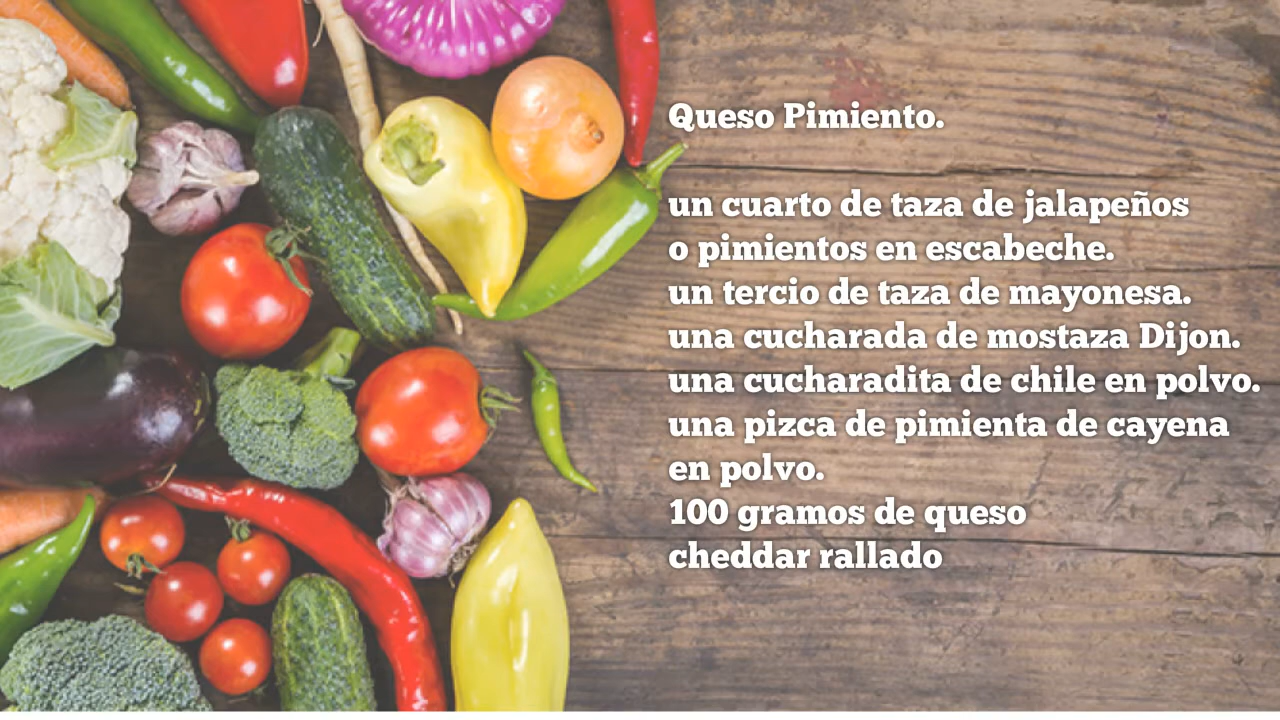 Queso Pimiento.
un cuarto de taza de jalapeños
o pimientos en escabeche.
un tercio de taza de mayonesa.
una cucharada de mostaza Dijon.
una cucharadita de chile en polvo.
una pizca de pimienta de cayena
en polvo.
100 gramos de queso
cheddar rallado